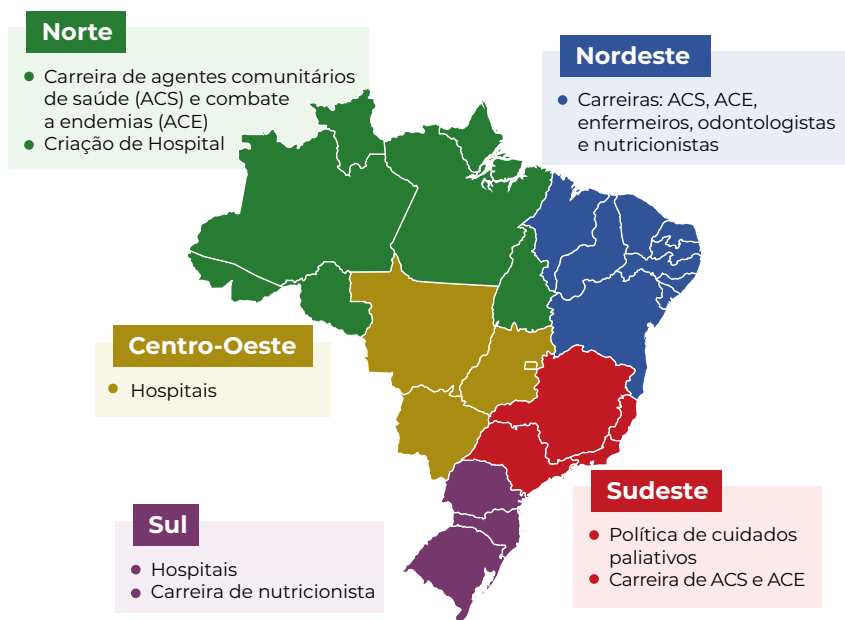 Norte
• Carreira de agentes comunitários
de saúde (ACS) e combate
a endemias (ACE)
• Criação de Hospital
Nordeste
• Carreiras: ACS, ACE,
enfermeiros, odontologistas
e nutricionistas
Centro-Oeste
• Hospitais
Sul
• Hospitais
• Carreira de nutricionista
Sudeste
• Política de cuidados
paliativos
• Carreira de ACS e ACE